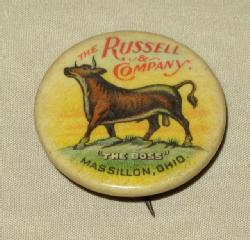 THE RUSSELL
& COMPANY.
"THE BOSS"
MASSILLON, OHIO.